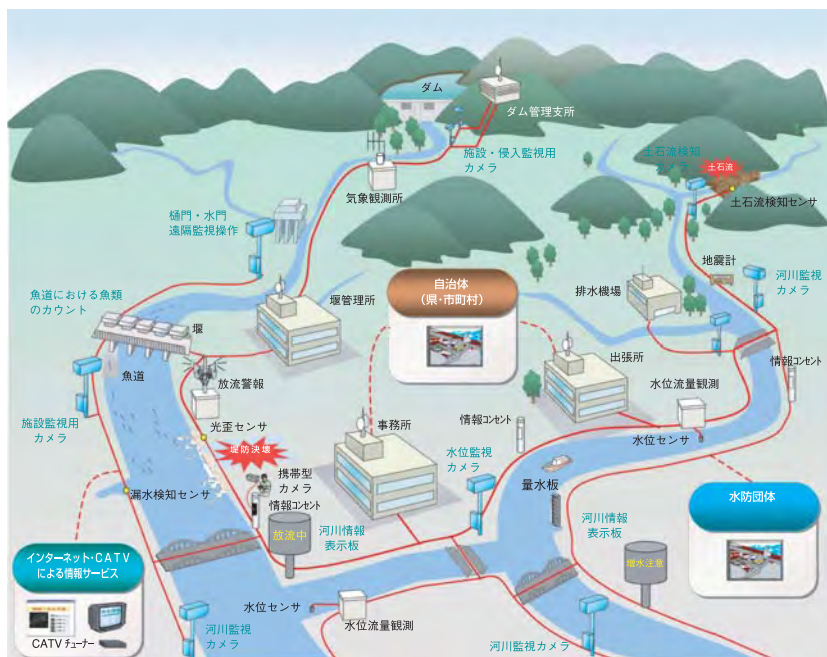 ダム
ダム管理支所
施設・侵入監視用
カメラ
気象観測所
土石流検知
カメラ
土石流
土石流検知センサ
樋門・水門
遠隔監視操作
地震計
河川監視
カメラ
自治体
(県・市町村)
排水機場
魚道における魚類
のカウント
堰管理所
堰
魚道
放流警報
出張所
情報コンセント
水位流量観測
施設監視用
カメラ
光歪センサ
事務所
情報コンセント
水位センサ
堤防決壊
水位監視
カメラ
携帯型
カメラ
漏水検知センサ
情報コンセント
量水板
水防団体
放流中
河川情報
表示板
河川情報
表示板
インターネット・CATV
による情報サービス
増水注意
CATVチューナー
水位センサ
水位流量観測
河川監視
カメラ
河川監視カメラ